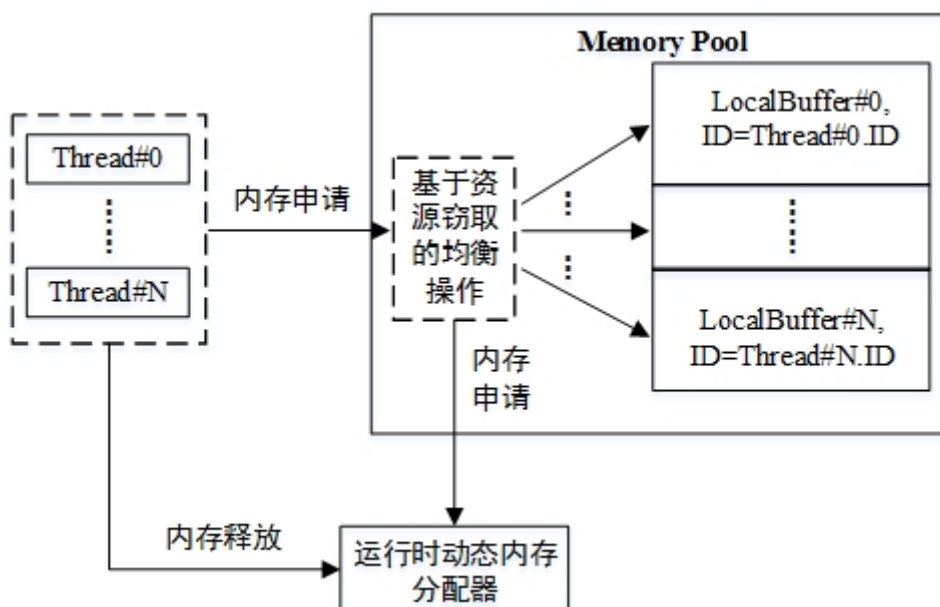 Memory Pool
LocalBuffer#0,
ID=Thread#0.ID
Thread#0
内存申请
基于资
源窃取
的均衡
操作
Thread#N
LocalBuffer#N,
ID=Thread#N.ID
内存
申请
内存释放
运行时动态内存
分配器